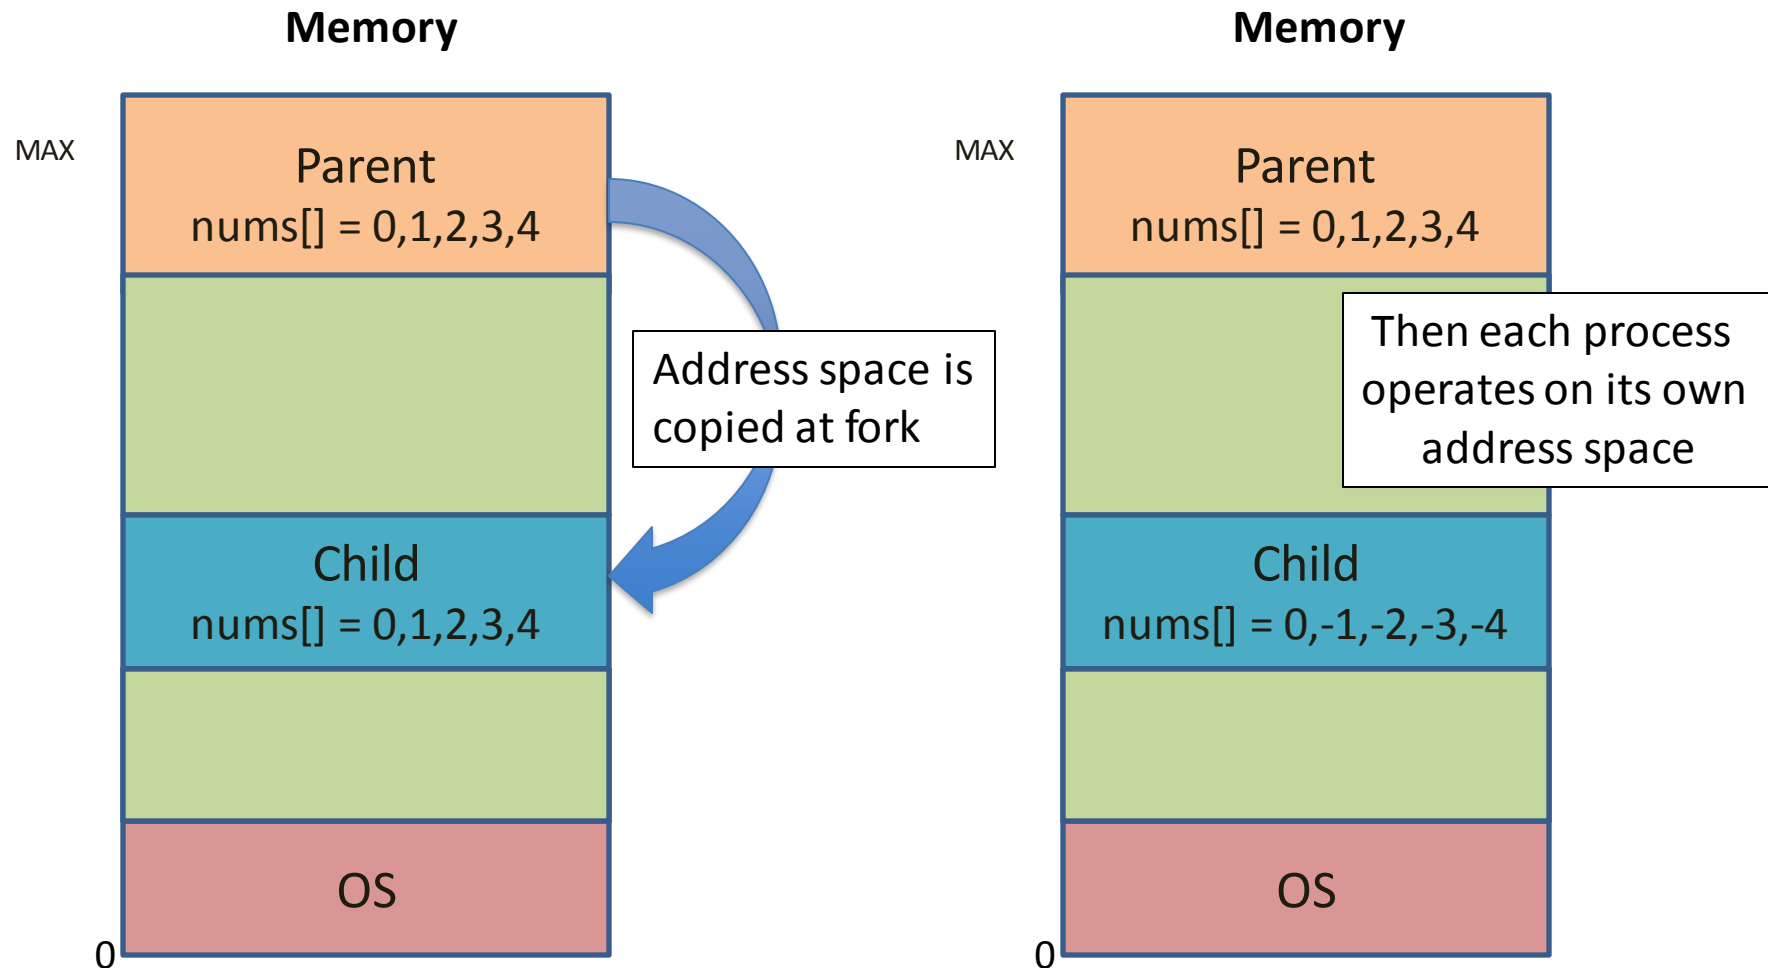 Memory
MAX
Parent
nums[] = 0,1,2,3,4
Address space is
copied at fork
Child
nums[] = 0,1,2,3,4
OS
0
Memory
MAX
Parent
nums[] = 0,1,2,3,4
Then each process
operates on its own
address space
Child
nums[] = 0,-1,-2,-3,-4
OS
0